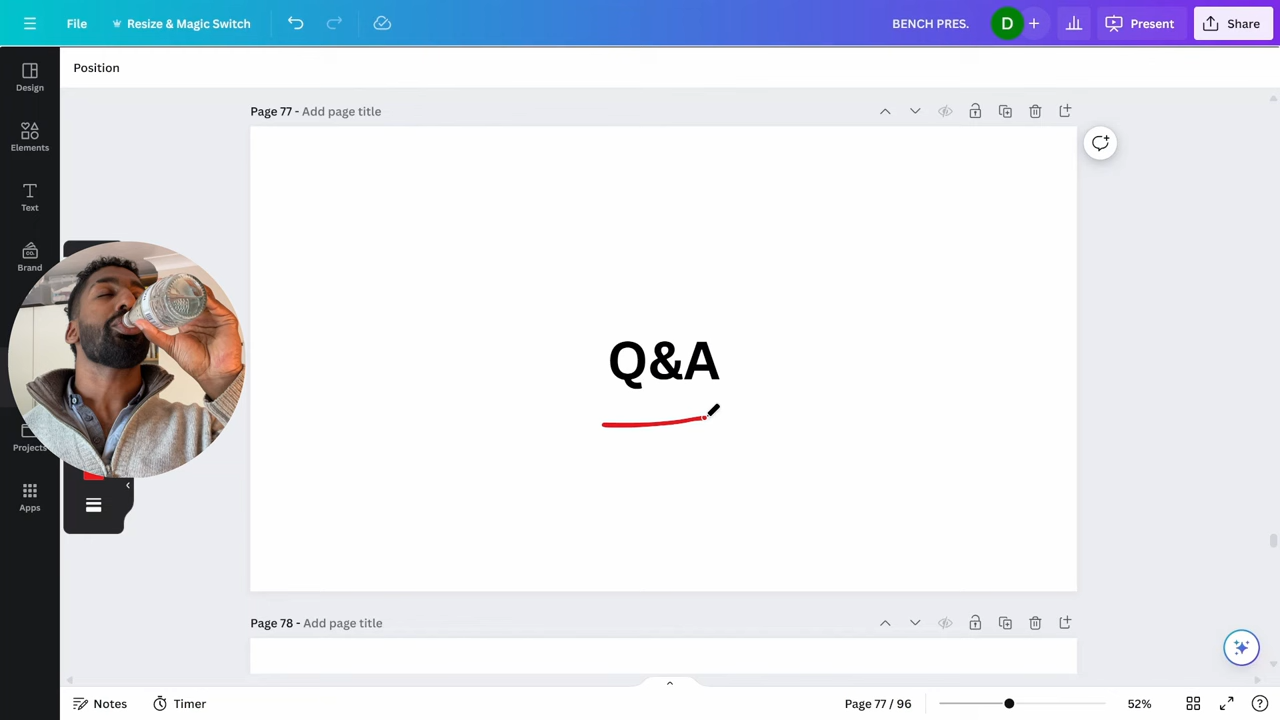 File
Resize & Magic Switch
BENCH PRES.
D
Present
Share
Design
Elements
Text
Brand
Projects
Apps
Position
Page 77 - Add page title
Q&A
Page 78 - Add page title
Notes
Timer
Page 77 / 96
52%